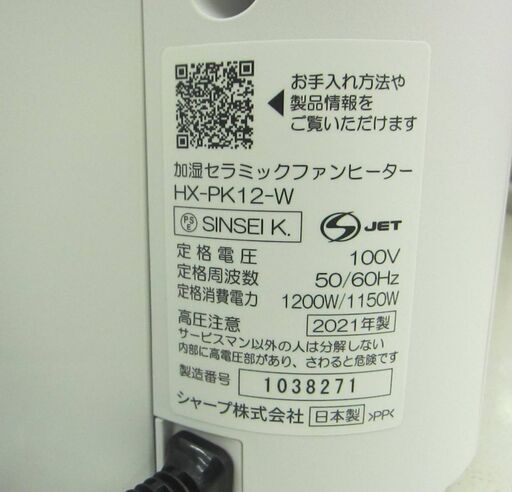 お手入れ方法や
製品情報を
ご覧いただけます
加湿セラミックファンヒーター
HX-PK12-W
PSE SINSEI K. S JET
定格電圧 100V
定格周波数 50/60Hz
定格消費電力 1200W/1150W
高圧注意 2021年製
サービスマン以外の人は分解しない
内部に高電圧部があり、さわると危険です
製造番号 1038271
シャープ株式会社 日本製 >PP<